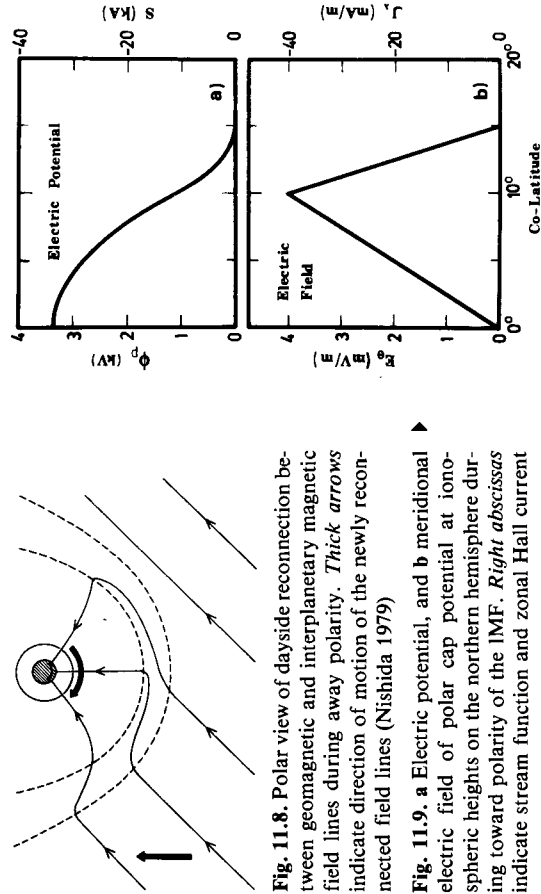 Fig. 11.8. Polar view of dayside reconnection be-
tween geomagnetic and interplanetary magnetic
field lines during away polarity. Thick arrows
indicate direction of motion of the newly recon-
nected field lines (Nishida 1979)
Fig. 11.9. a Electric potential, and b meridional
electric field of polar cap potential at iono-
spheric heights on the northern hemisphere dur-
ing toward polarity of the IMF. Right abscissas
indicate stream function and zonal Hall current
Φp (kV)
4
3
2
1
0
Electric Potential
a)
S (kA)
-40
-20
0
Eθ (mV/m)
4
3
2
1
0
Electric
Field
b)
Jλ (mA/m)
-40
-20
0
0° 10° 20°
Co-Latitude